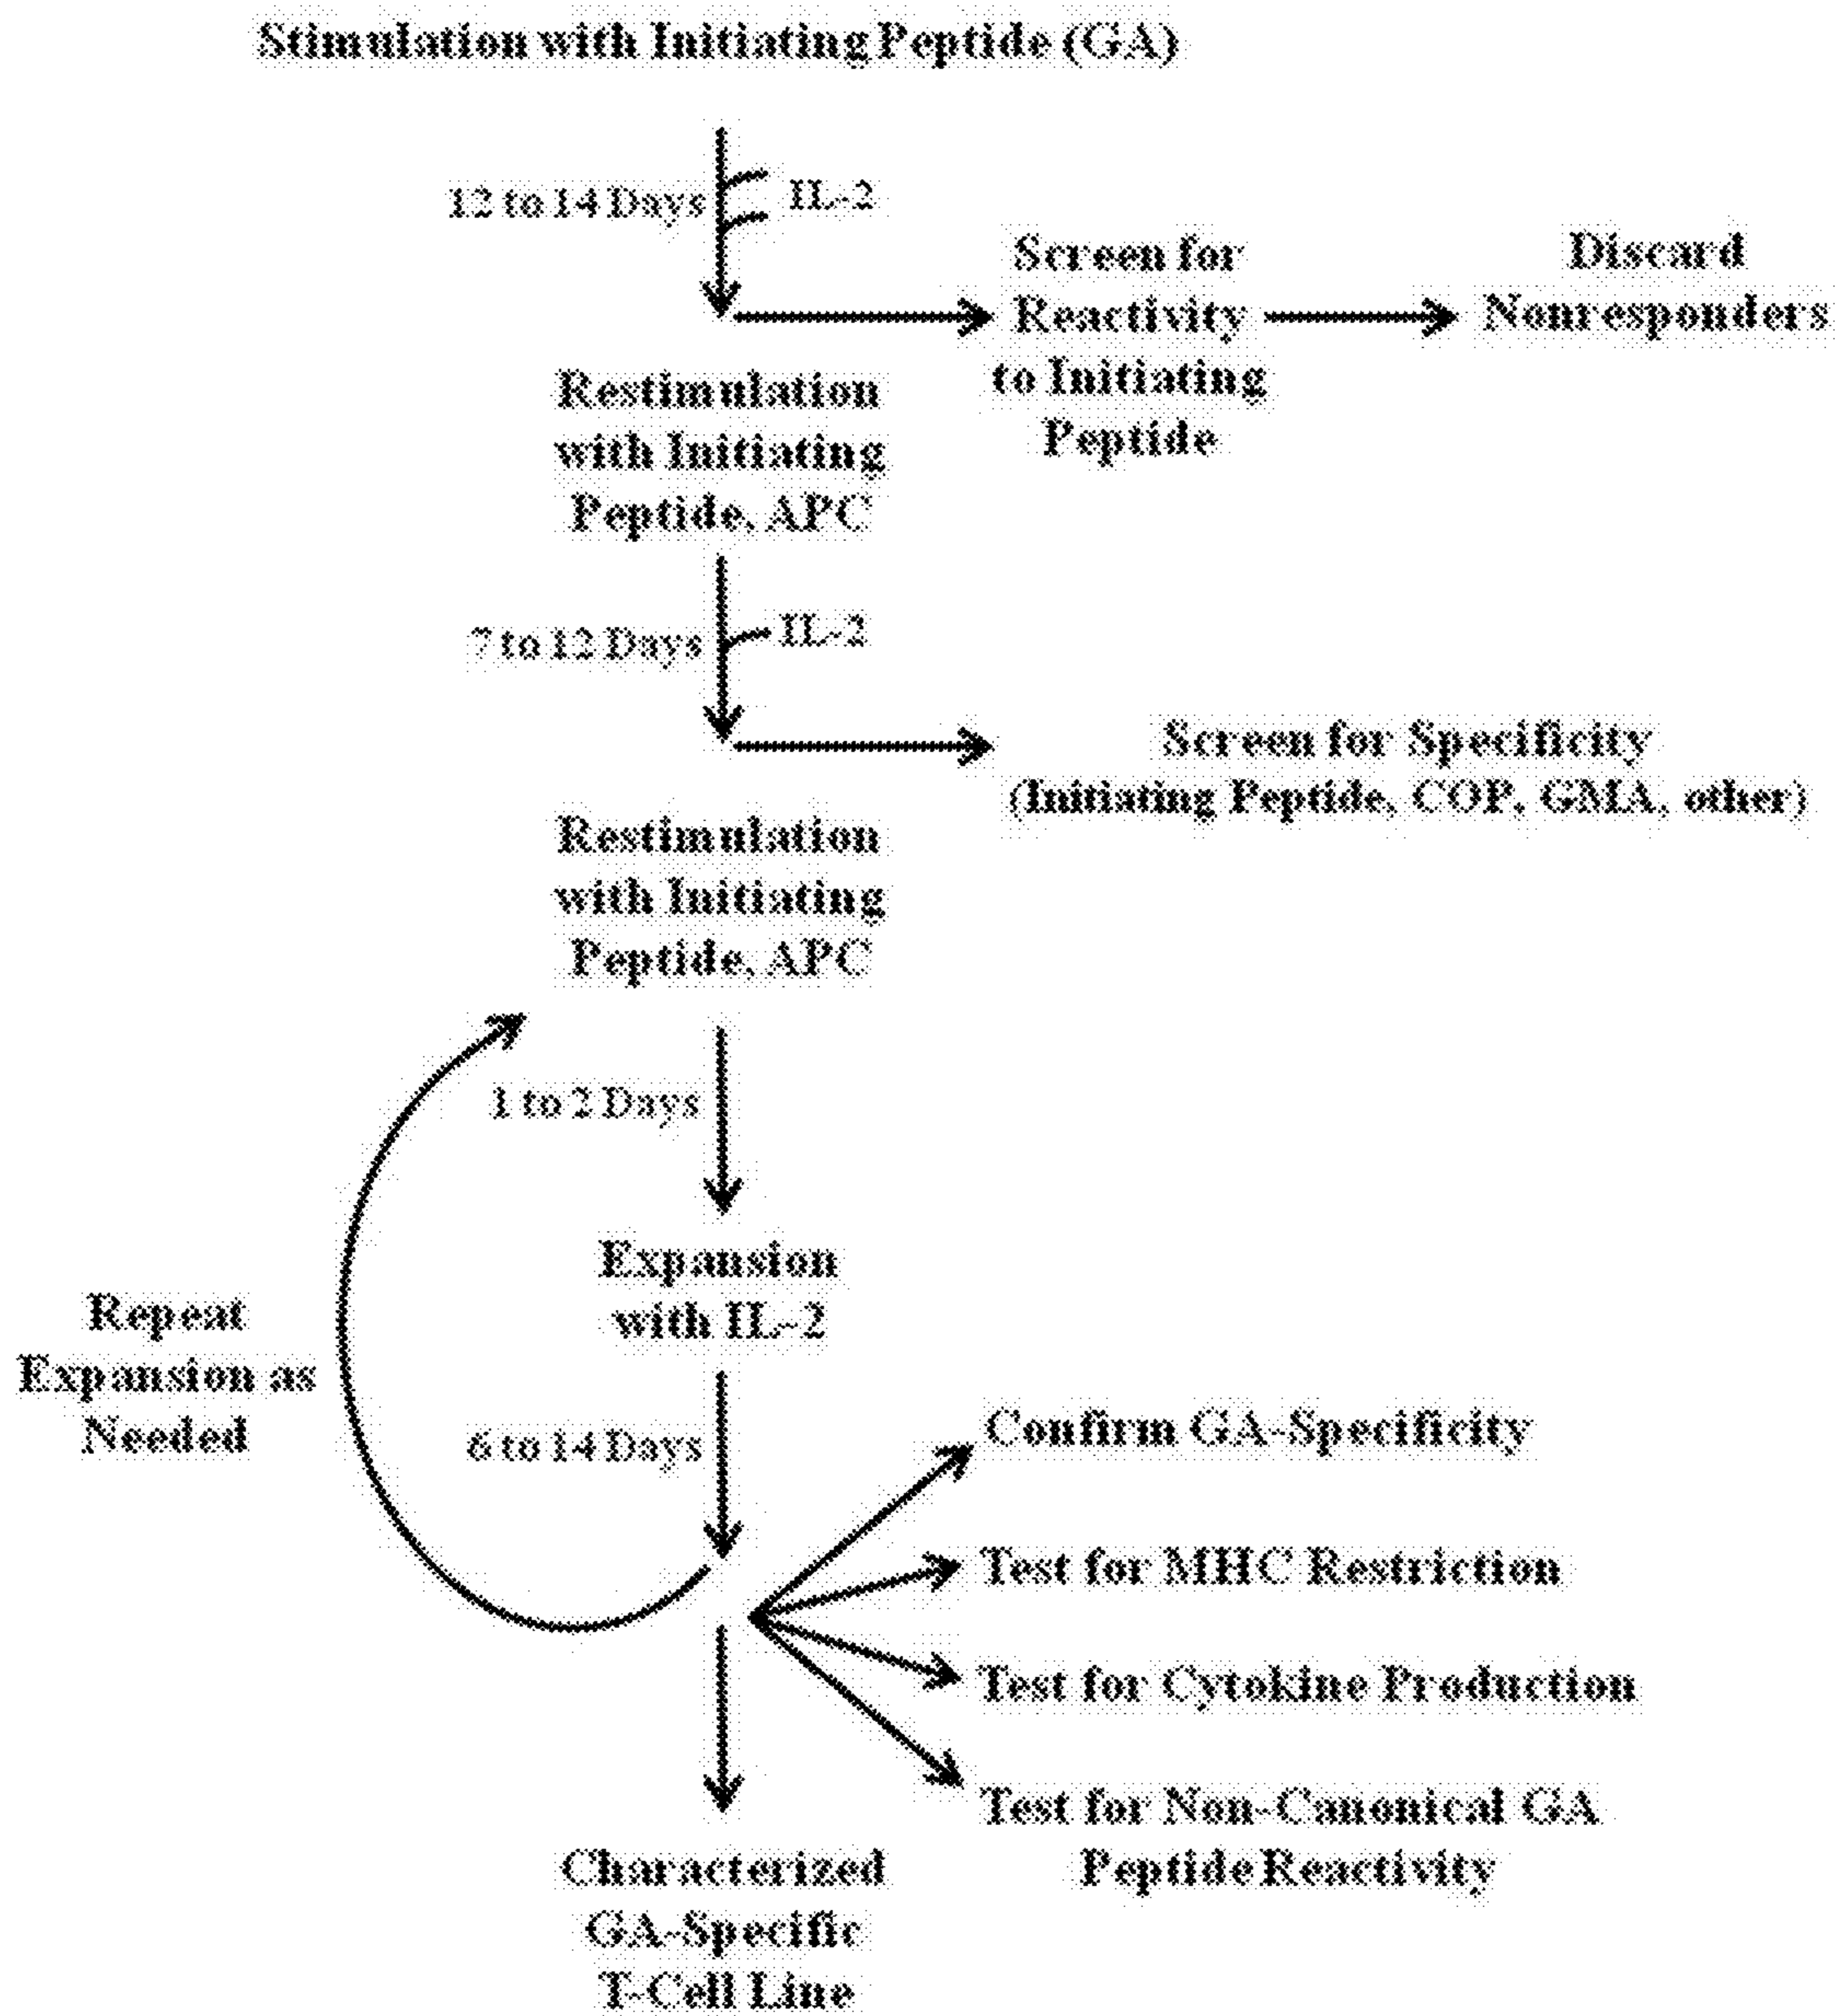 Stimulation with Initiating Peptide (GA)
12 to 14 Days
IL-2
Screen for
Reactivity
to Initiating
Peptide
Discard
Nonresponders
Restimulation
with Initiating
Peptide, APC
7 to 12 Days
IL-2
Screen for Specificity
(Initiating Peptide, COP, GMA, other)
Restimulation
with Initiating
Peptide, APC
1 to 2 Days
Expansion
with IL-2
Repeat
Expansion as
Needed
6 to 14 Days
Confirm GA-Specificity
Test for MHC Restriction
Test for Cytokine Production
Test for Non-Canonical GA
Peptide Reactivity
Characterized
GA-Specific
T-Cell Line